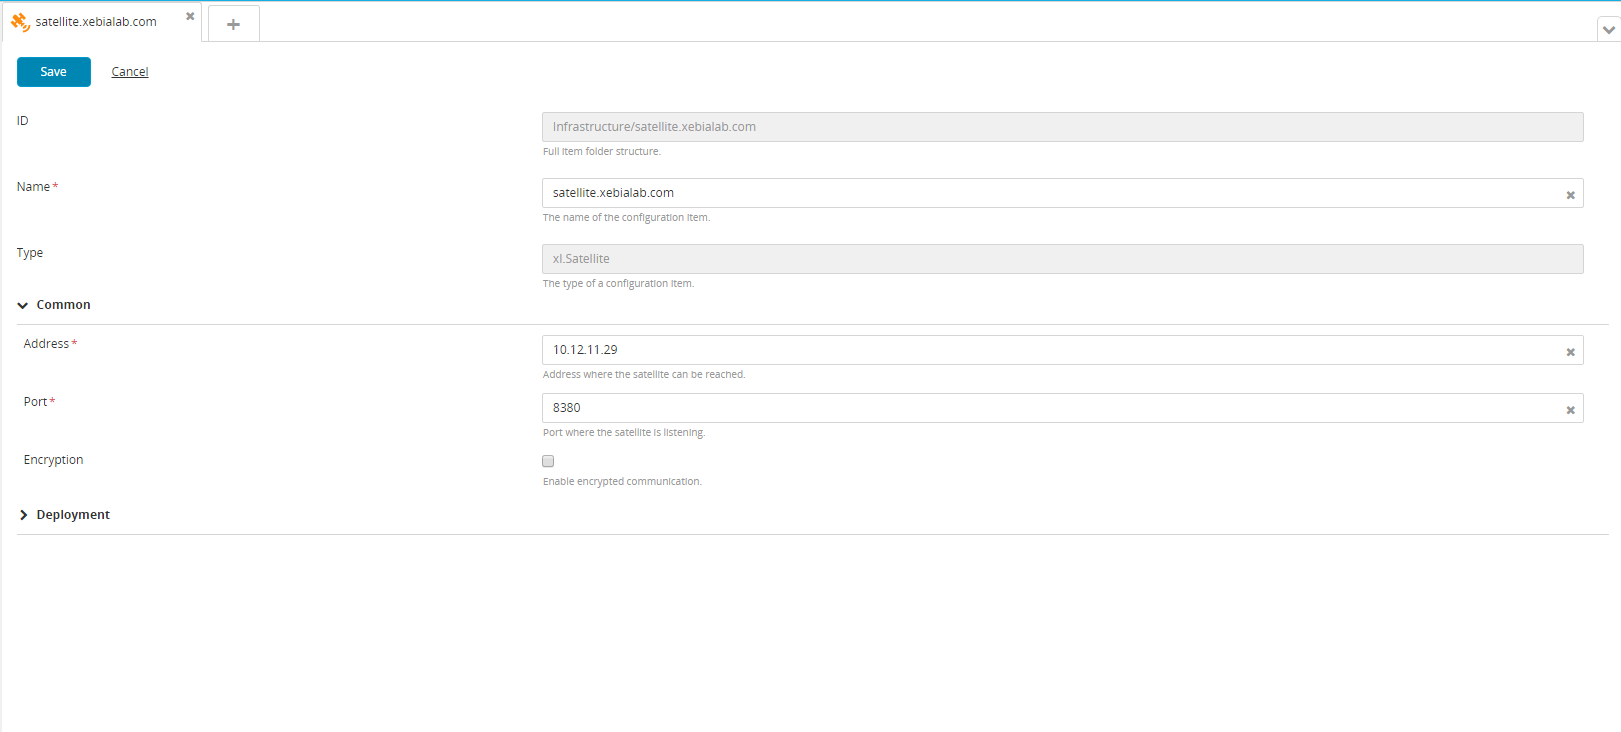 satellite.xebialab.com
Save Cancel
ID
Infrastructure/satellite.xebialab.com
Full item folder structure.
Name*
satellite.xebialab.com
The name of the configuration item.
Type
xl.Satellite
The type of a configuration item.
Common
Address*
10.12.11.29
Address where the satellite can be reached.
Port*
8380
Port where the satellite is listening.
Encryption
Enable encrypted communication.
Deployment